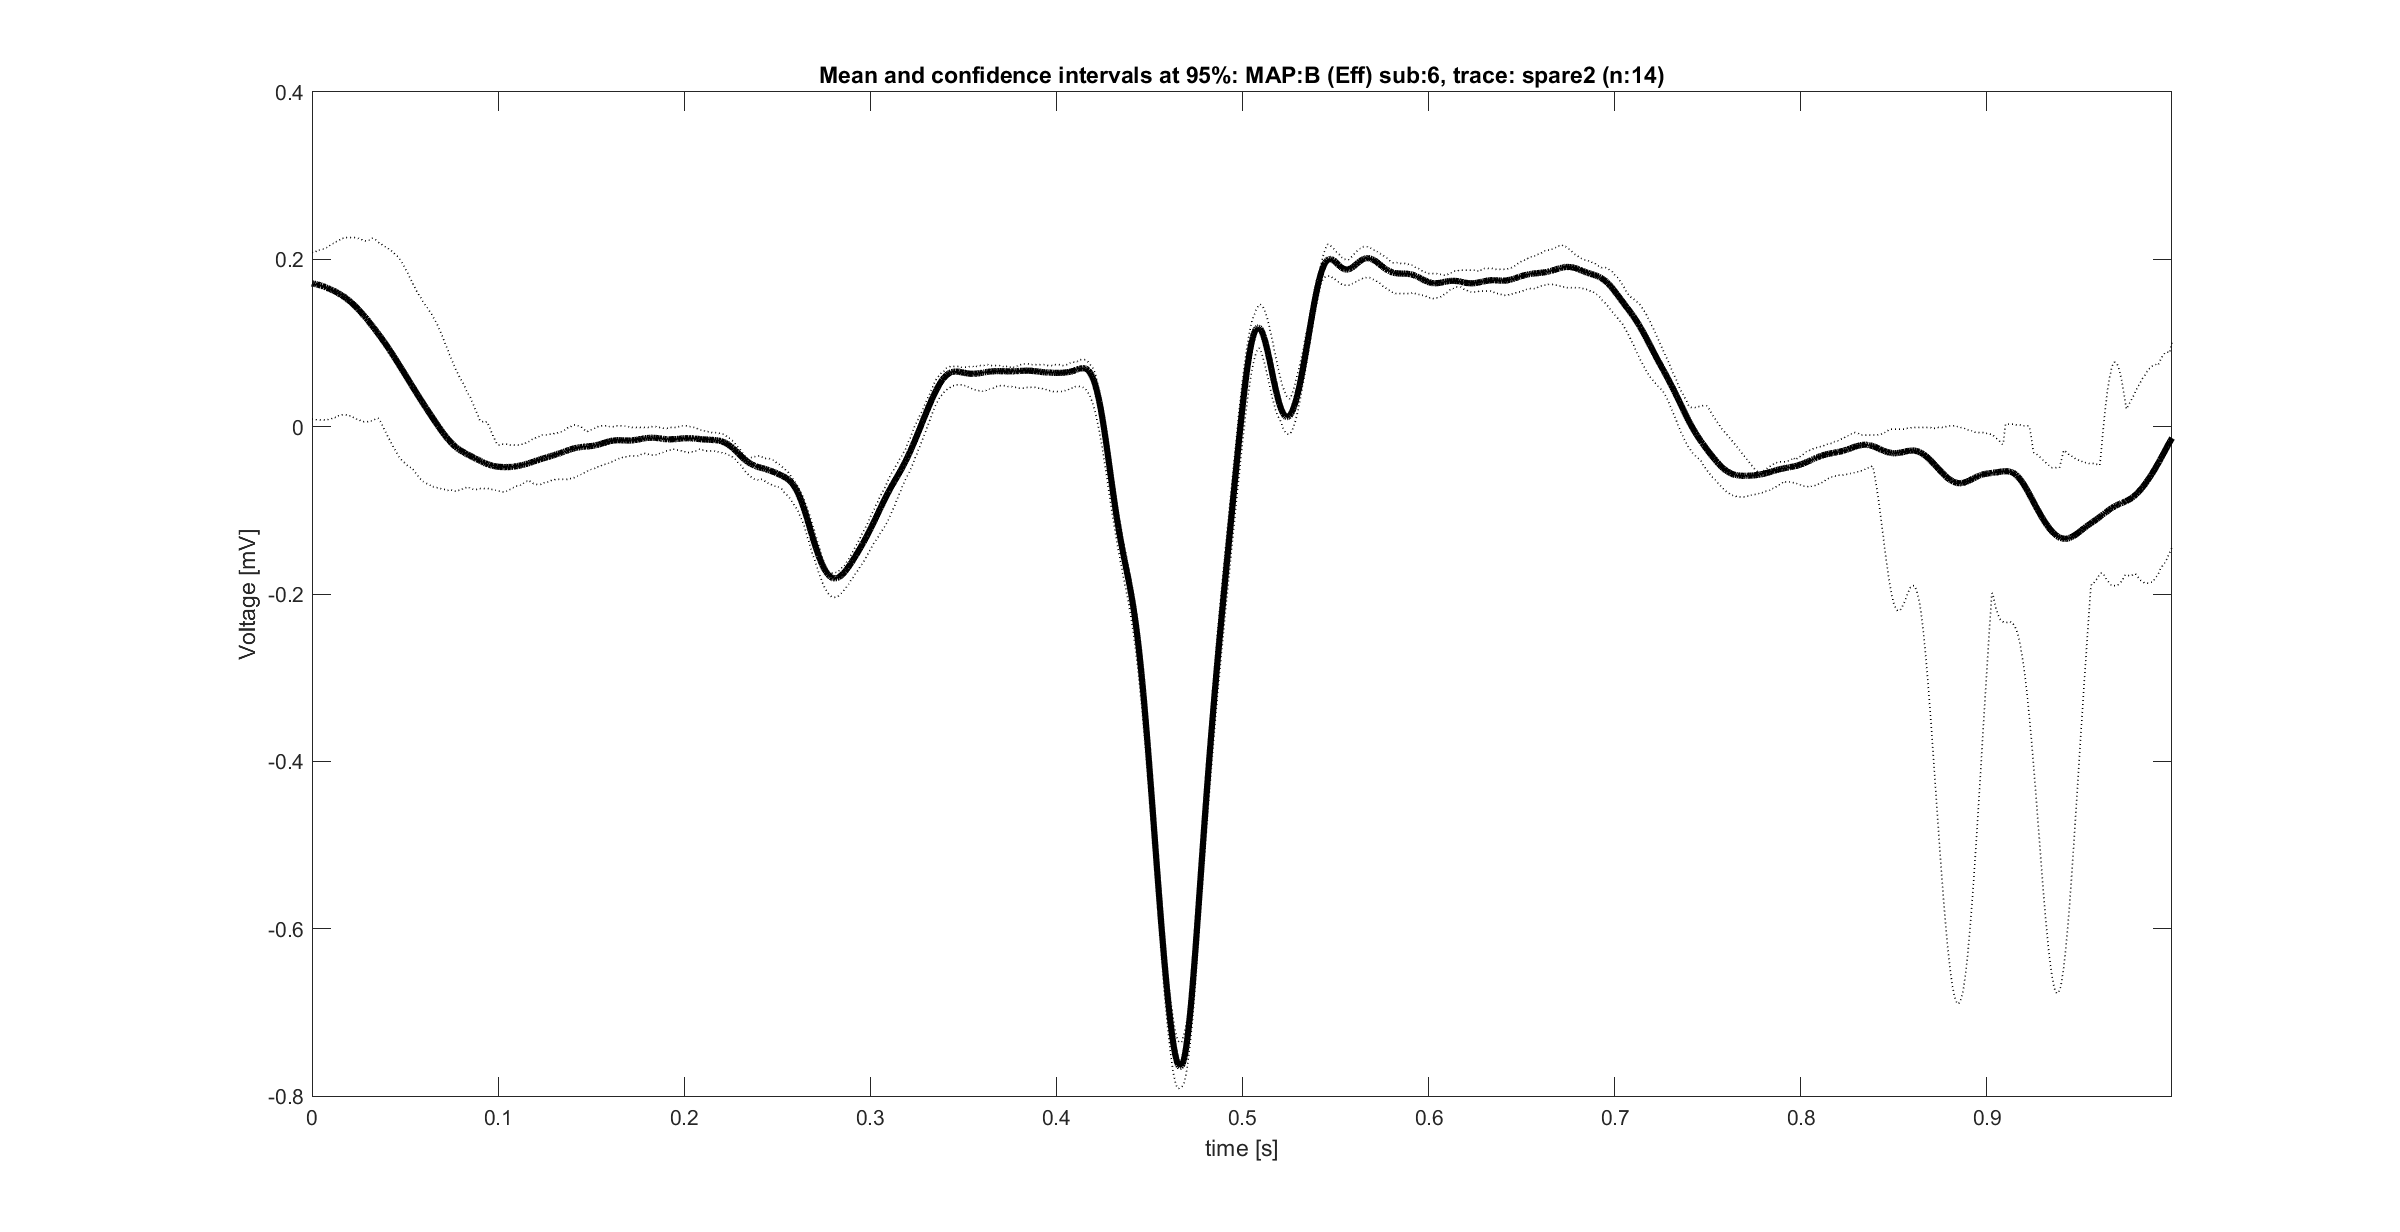 Mean and confidence intervals at 95%: MAP:B (Eff) sub:6, trace: spare2 (n:14)
0.4
0.2
0
-0.2
-0.4
-0.6
-0.8
Voltage [mV]
0 0.1 0.2 0.3 0.4 0.5 0.6 0.7 0.8 0.9
time [s]